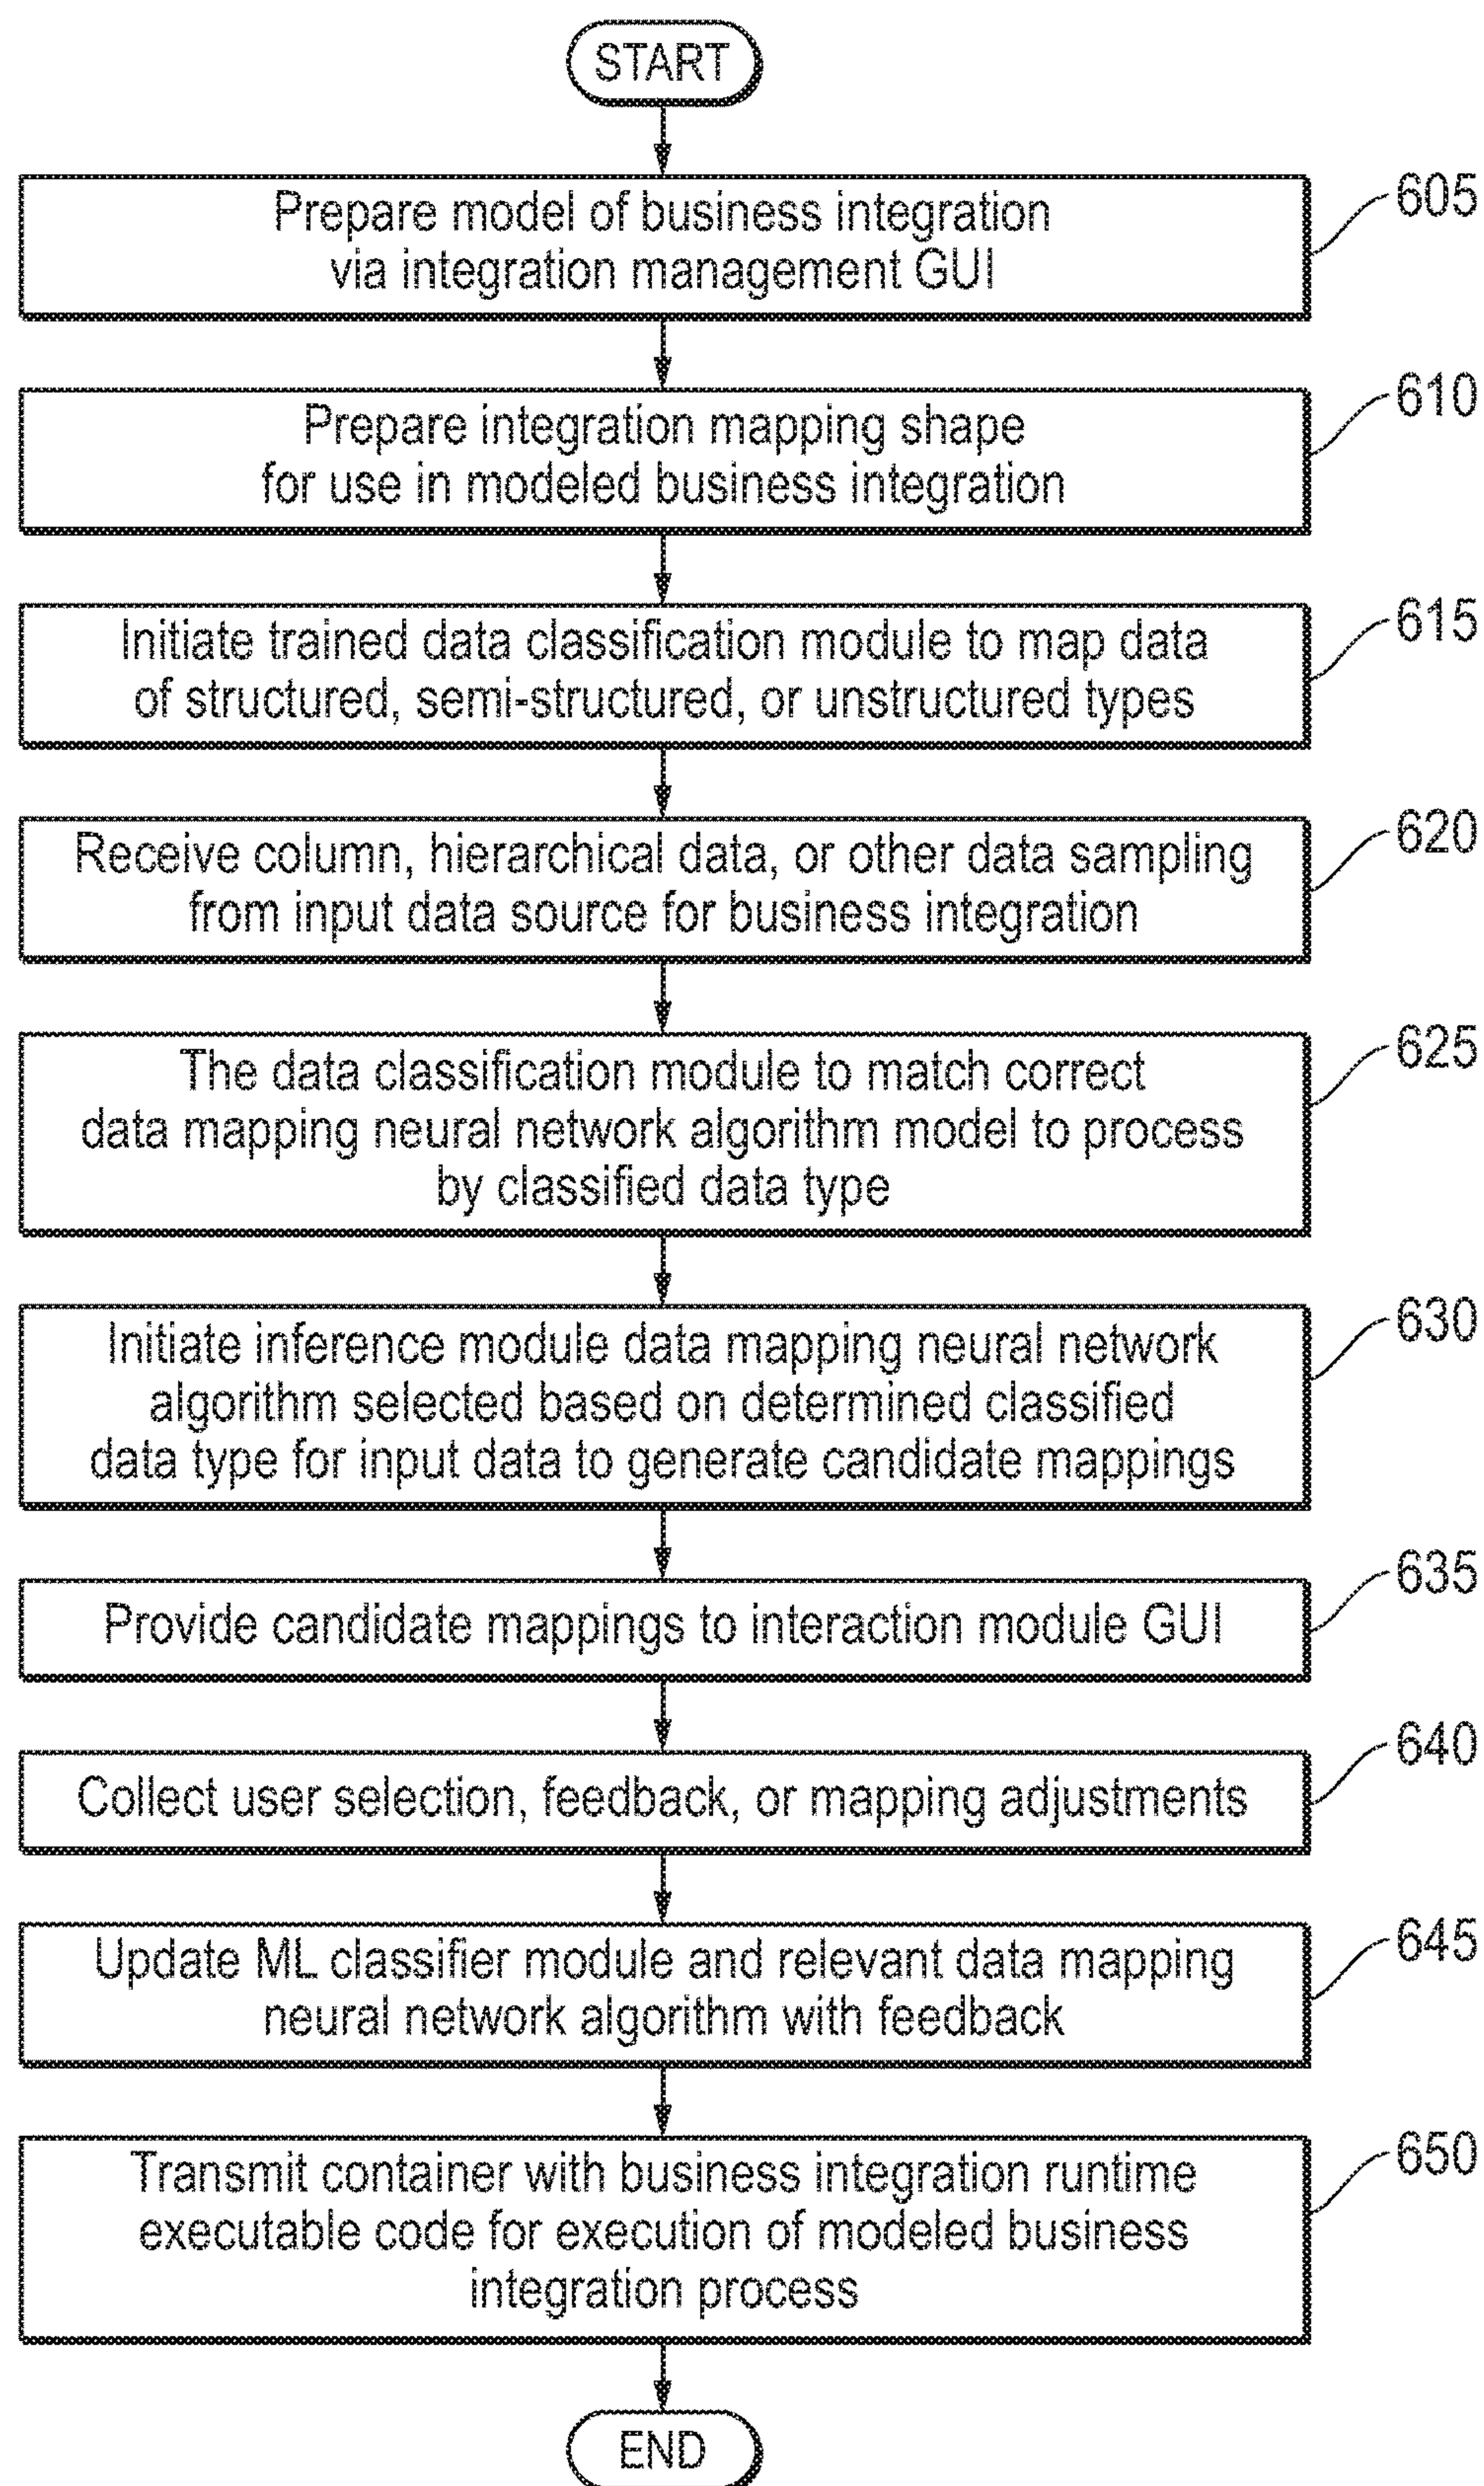 START
Prepare model of business integration
via integration management GUI
605
Prepare integration mapping shape
for use in modeled business integration
610
Initiate trained data classification module to map data
of structured, semi-structured, or unstructured types
615
Receive column, hierarchical data, or other data sampling
from input data source for business integration
620
The data classification module to match correct
data mapping neural network algorithm model to process
by classified data type
625
Initiate inference module data mapping neural network
algorithm selected based on determined classified
data type for input data to generate candidate mappings
630
Provide candidate mappings to interaction module GUI
635
Collect user selection, feedback, or mapping adjustments
640
Update ML classifier module and relevant data mapping
neural network algorithm with feedback
645
Transmit container with business integration runtime
executable code for execution of modeled business
integration process
650
END